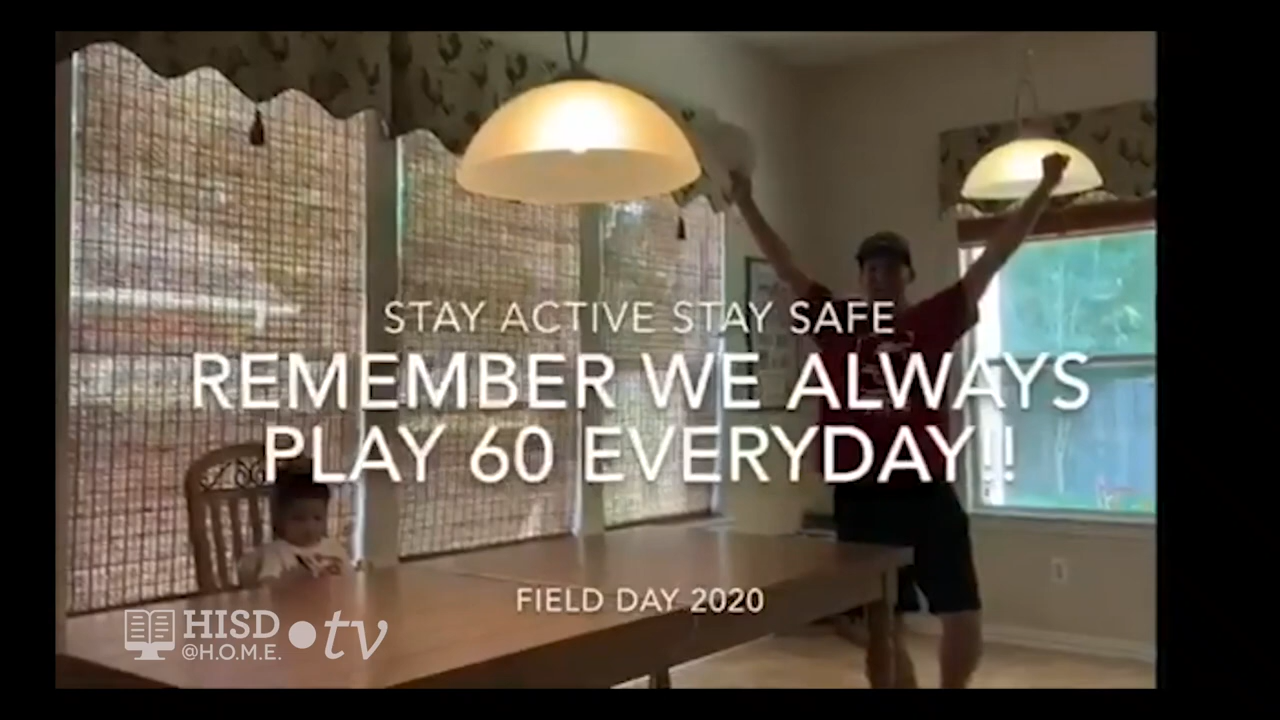 STAY ACTIVE STAY SAFE
REMEMBER WE ALWAYS
PLAY 60 EVERYDAY!!
FIELD DAY 2020
HISD
@H.O.M.E.
•tv